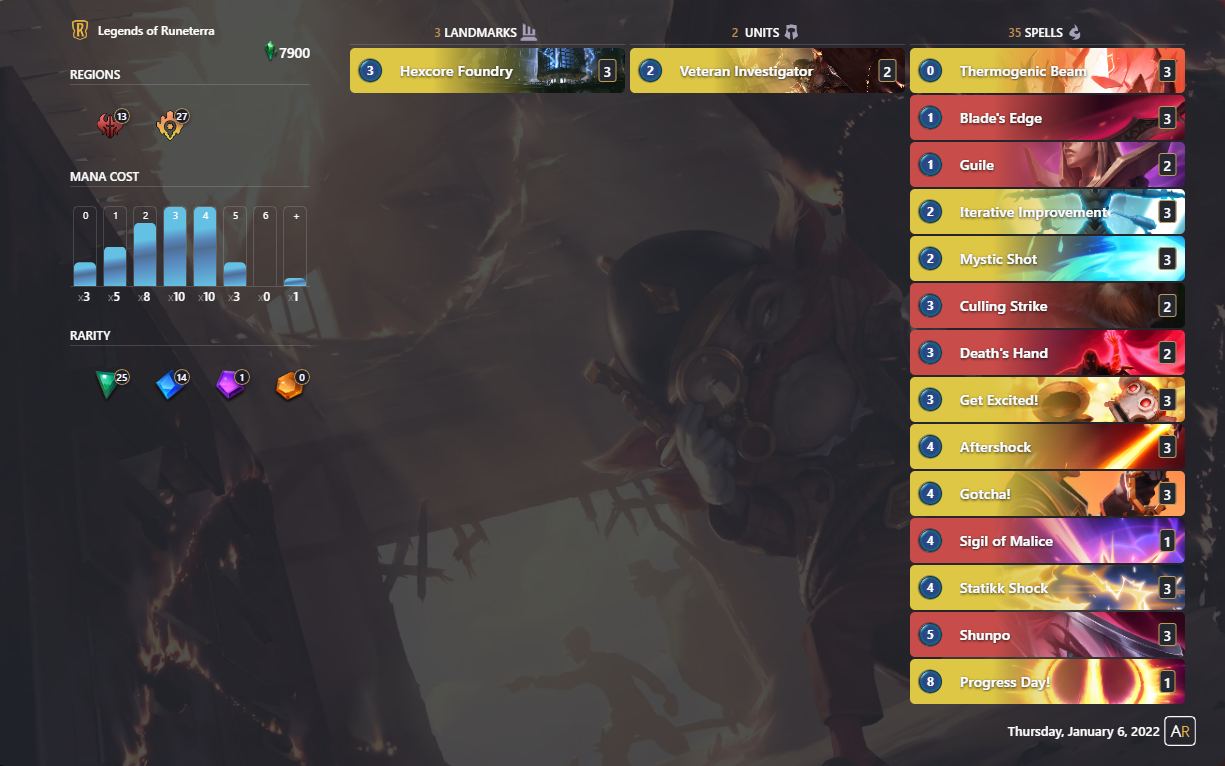 Legends of Runeterra
7900
REGIONS
13
27
MANA COST
0 1 2 3 4 5 6 +
x3 x5 x8 x10 x10 x3 x0 x1
RARITY
25
14
1
0
3 LANDMARKS
3 Hexcore Foundry 3
2 UNITS
2 Veteran Investigator 2
35 SPELLS
0 Thermogenic Beam 3
1 Blade's Edge 3
1 Guile 2
2 Iterative Improvement 3
2 Mystic Shot 3
3 Culling Strike 2
3 Death's Hand 2
3 Get Excited! 3
4 Aftershock 3
4 Gotcha! 3
4 Sigil of Malice 1
4 Statikk Shock 3
5 Shunpo 3
8 Progress Day! 1
Thursday, January 6, 2022 AR